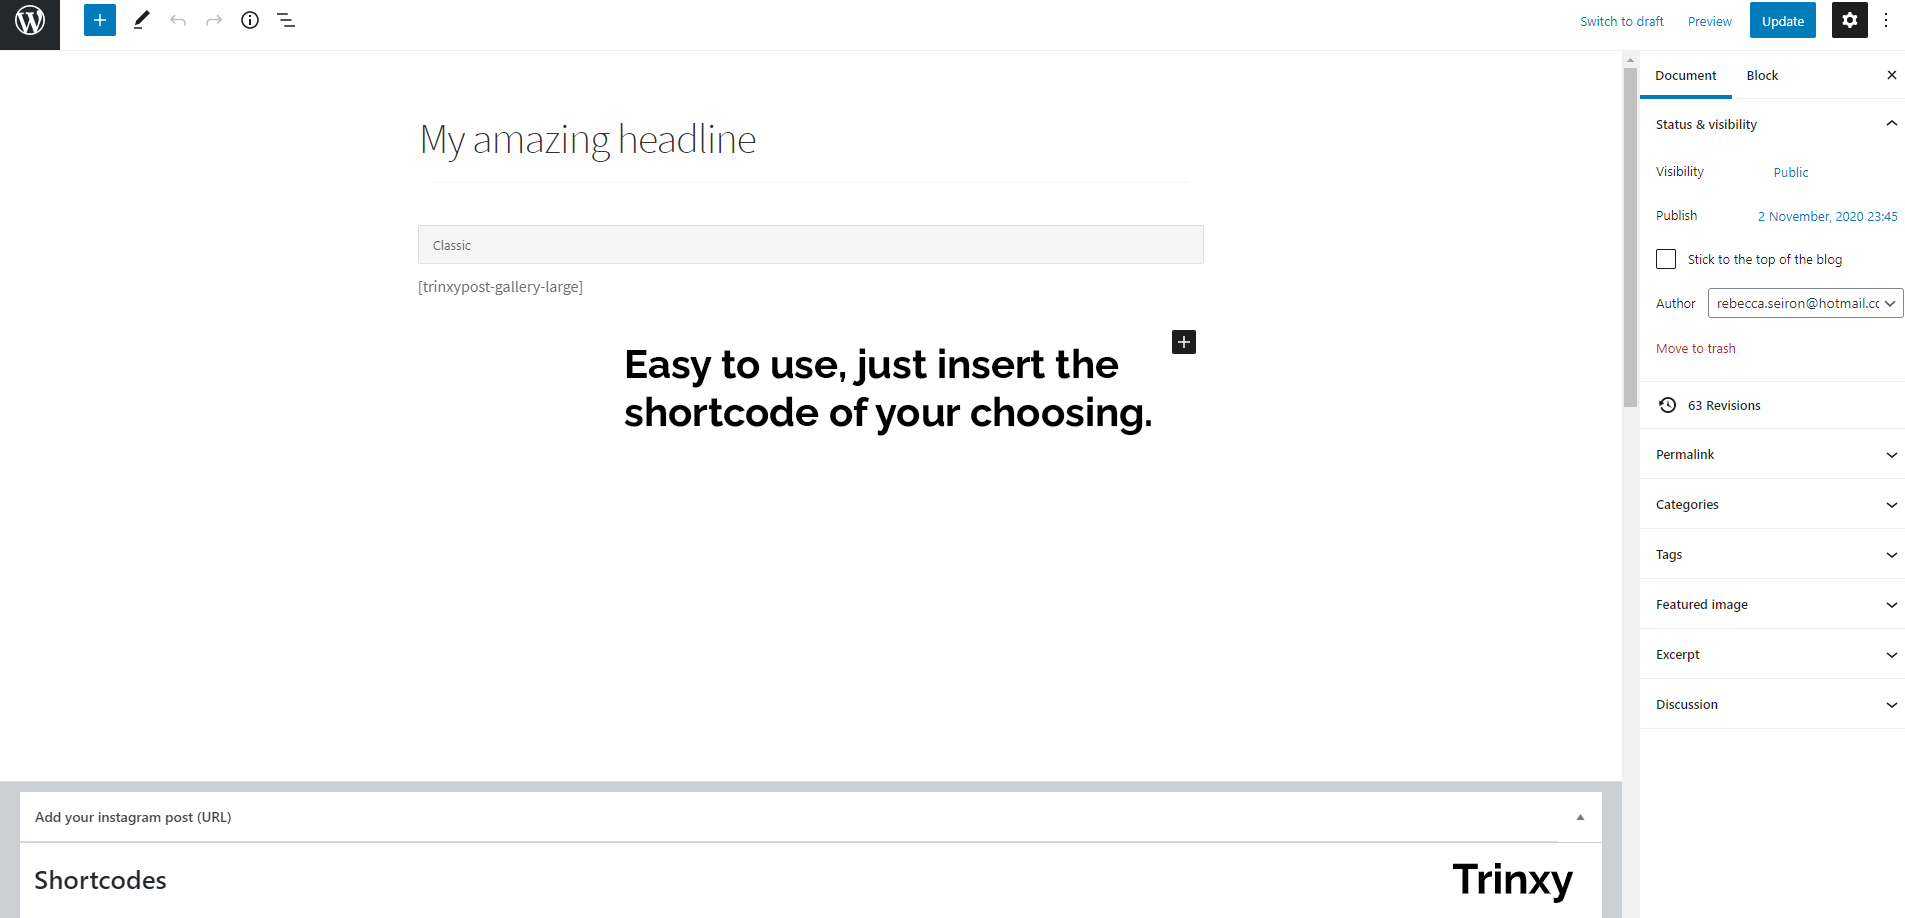 Switch to draft Preview Update
Document Block
My amazing headline
Classic
[trinxypost-gallery-large]
Easy to use, just insert the
shortcode of your choosing.
Status & visibility
Visibility Public
Publish 2 November, 2020 23:45
Stick to the top of the blog
Author rebecca.seiron@hotmail.cc
Move to trash
63 Revisions
Permalink
Categories
Tags
Featured image
Excerpt
Discussion
Add your instagram post (URL)
Shortcodes
Trinxy